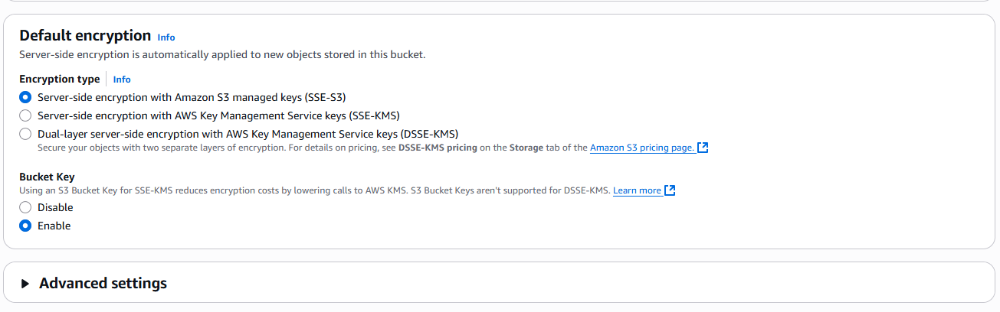 Default encryption Info
Server-side encryption is automatically applied to new objects stored in this bucket.
Encryption type Info
Server-side encryption with Amazon S3 managed keys (SSE-S3)
Server-side encryption with AWS Key Management Service keys (SSE-KMS)
Dual-layer server-side encryption with AWS Key Management Service keys (DSSE-KMS)
Secure your objects with two separate layers of encryption. For details on pricing, see DSSE-KMS pricing on the Storage tab of the Amazon S3 pricing page.
Bucket Key
Using an S3 Bucket Key for SSE-KMS reduces encryption costs by lowering calls to AWS KMS. S3 Bucket Keys aren't supported for DSSE-KMS. Learn more
Disable
Enable
Advanced settings